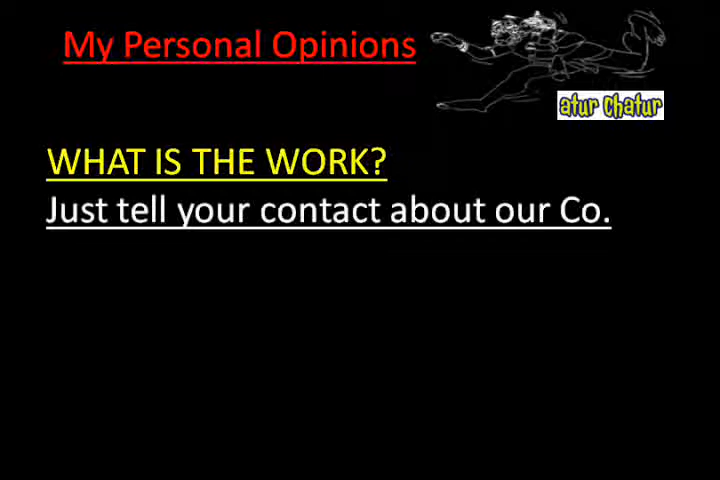 My Personal Opinions
atur chatur
WHAT IS THE WORK?
Just tell your contact about our Co.